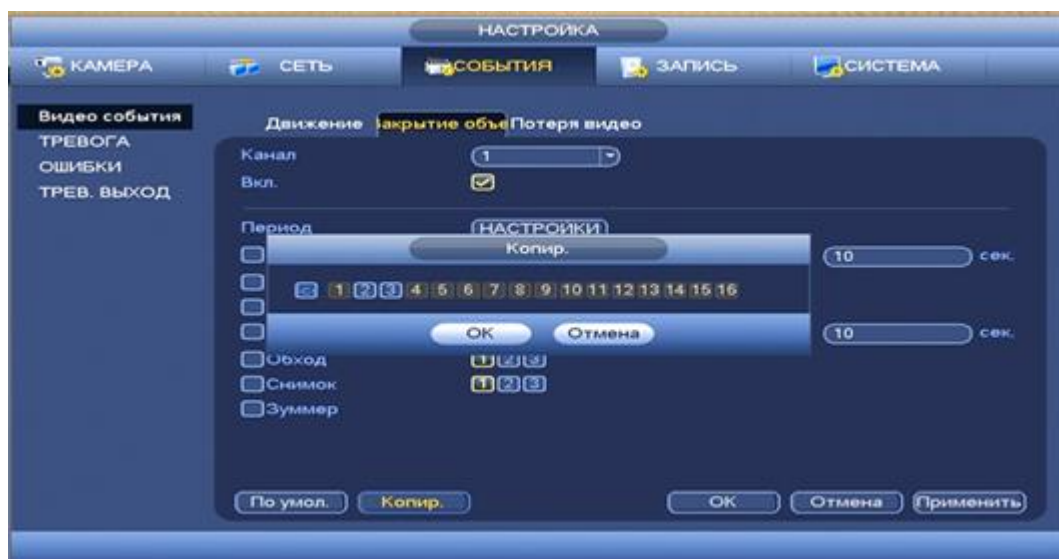 НАСТРОЙКА
КАМЕРА СЕТЬ СОБЫТИЯ ЗАПИСЬ СИСТЕМА
Видео события
ТРЕВОГА
ОШИБКИ
ТРЕВ. ВЫХОД
Движение Закрытие объе Потеря видео
Канал 1
Вкл.
Период НАСТРОЙКИ
Копир.
10 сек.
1 2 3 4 5 6 7 8 9 10 11 12 13 14 15 16
ОК Отмена
10 сек.
Обход 1 2 3
Снимок 1 2 3
Зуммер
По умол. Копир. ОК Отмена Применить